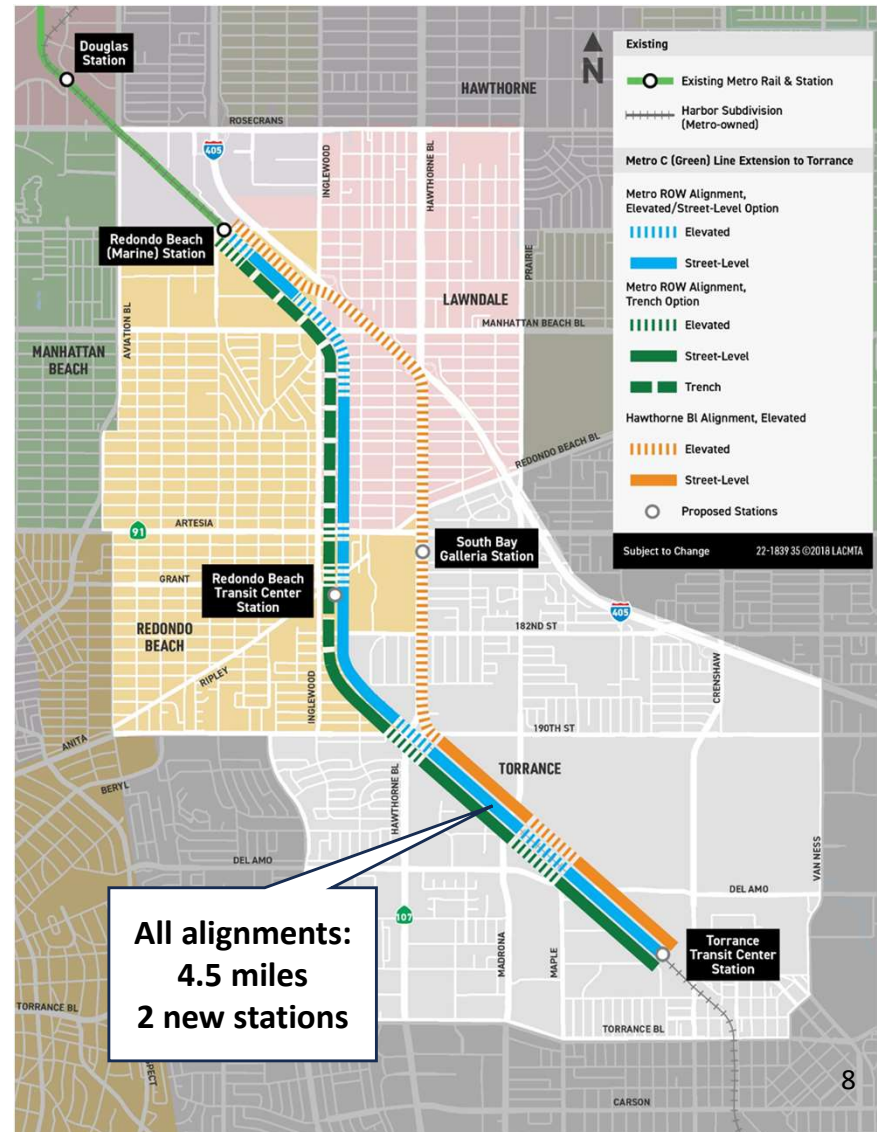 Douglas
Station
HAWTHORNE
ROSECRANS
405
INGLEWOOD
HAWTHORNE BL
PRAIRIE
Redondo Beach
(Marine) Station
LAWNDALE
MANHATTAN BEACH BL
MANHATTAN
BEACH
AVIATION BL
REDONDO BEACH BL
ARTESIA
91
South Bay
Galleria Station
GRANT
Redondo Beach
Transit Center
Station
405
182ND ST
REDONDO
BEACH
RIPLEY
INGLEWOOD
CRENSHAW
190TH ST
ANITA
TORRANCE
BERYL
HAWTHORNE BL
DEL AMO
VAN NESS
DEL AMO
107
MADRONA
MAPLE
Torrance
Transit Center
Station
TORRANCE BL
TORRANCE BL
PECT
CARSON
All alignments:
4.5 miles
2 new stations
N
Existing
Existing Metro Rail & Station
Harbor Subdivision
(Metro-owned)
Metro C (Green) Line Extension to Torrance
Metro ROW Alignment,
Elevated/Street-Level Option
Elevated
Street-Level
Metro ROW Alignment,
Trench Option
Elevated
Street-Level
Trench
Hawthorne Bl Alignment, Elevated
Elevated
Street-Level
Proposed Stations
Subject to Change 22-1839 35 ©2018 LACMTA
8